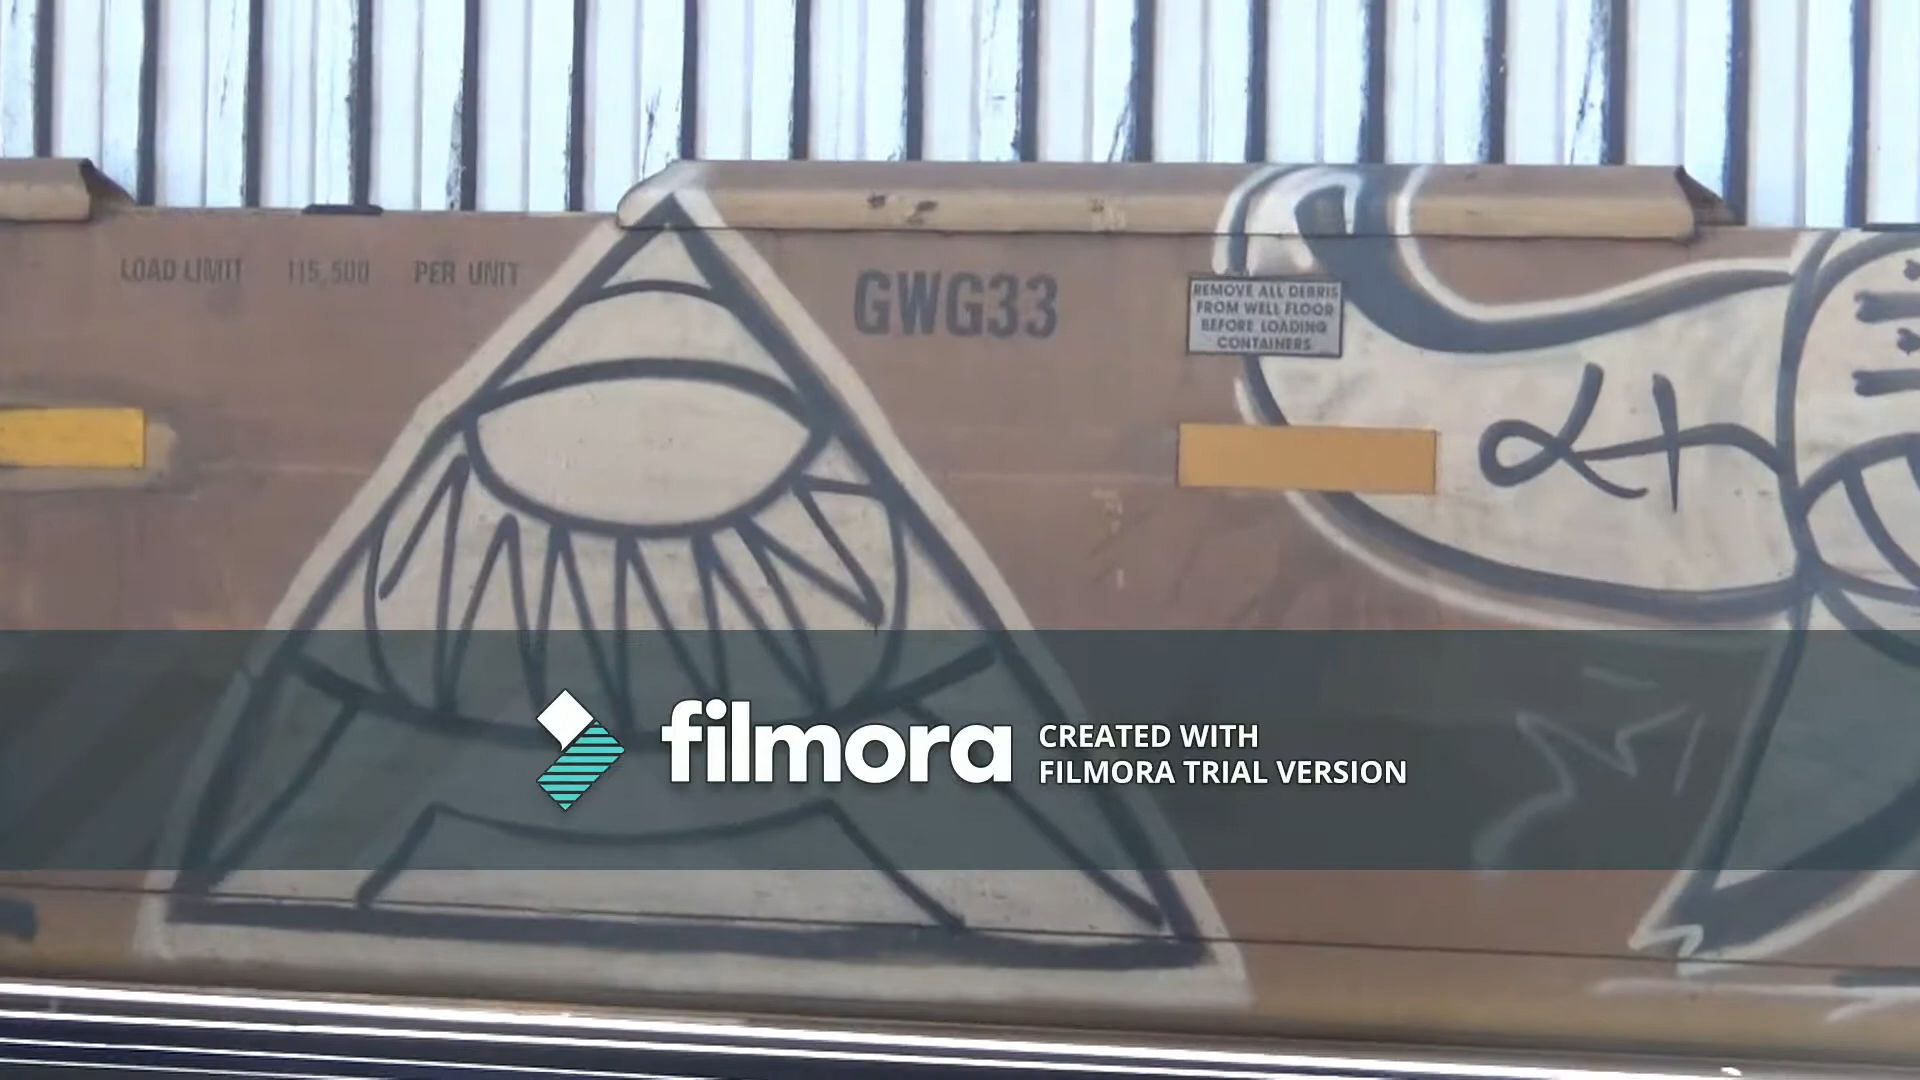 LOAD LIMIT 115,500 PER UNIT
GWG33
REMOVE ALL DEBRIS
FROM WELL FLOOR
BEFORE LOADING
CONTAINERS
filmora
CREATED WITH
FILMORA TRIAL VERSION